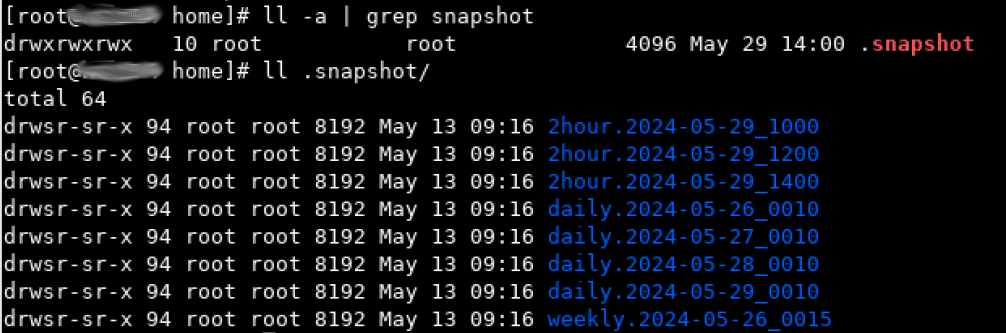 [root@ home]# ll -a | grep snapshot
drwxrwxrwx   10 root           root              4096 May 29 14:00 .snapshot
[root@ home]# ll .snapshot/
total 64
drwsr-sr-x 94 root root 8192 May 13 09:16 2hour.2024-05-29_1000
drwsr-sr-x 94 root root 8192 May 13 09:16 2hour.2024-05-29_1200
drwsr-sr-x 94 root root 8192 May 13 09:16 2hour.2024-05-29_1400
drwsr-sr-x 94 root root 8192 May 13 09:16 daily.2024-05-26_0010
drwsr-sr-x 94 root root 8192 May 13 09:16 daily.2024-05-27_0010
drwsr-sr-x 94 root root 8192 May 13 09:16 daily.2024-05-28_0010
drwsr-sr-x 94 root root 8192 May 13 09:16 daily.2024-05-29_0010
drwsr-sr-x 94 root root 8192 May 13 09:16 weekly.2024-05-26_0015